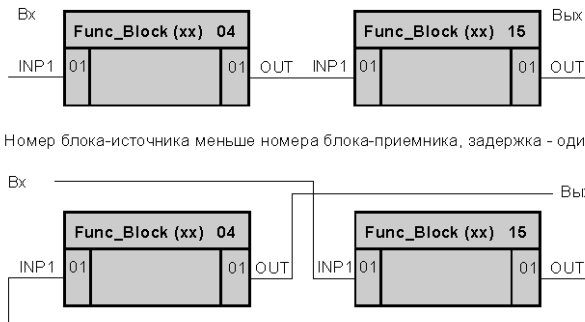 Вх
Вых
Func_Block (xx) 04
Func_Block (xx) 15
INP1 01 01 OUT INP1 01 01 OUT
Номер блока-источника меньше номера блока-приемника, задержка - оди
Вх
Вых
Func_Block (xx) 04
Func_Block (xx) 15
INP1 01 01 OUT INP1 01 01 OUT